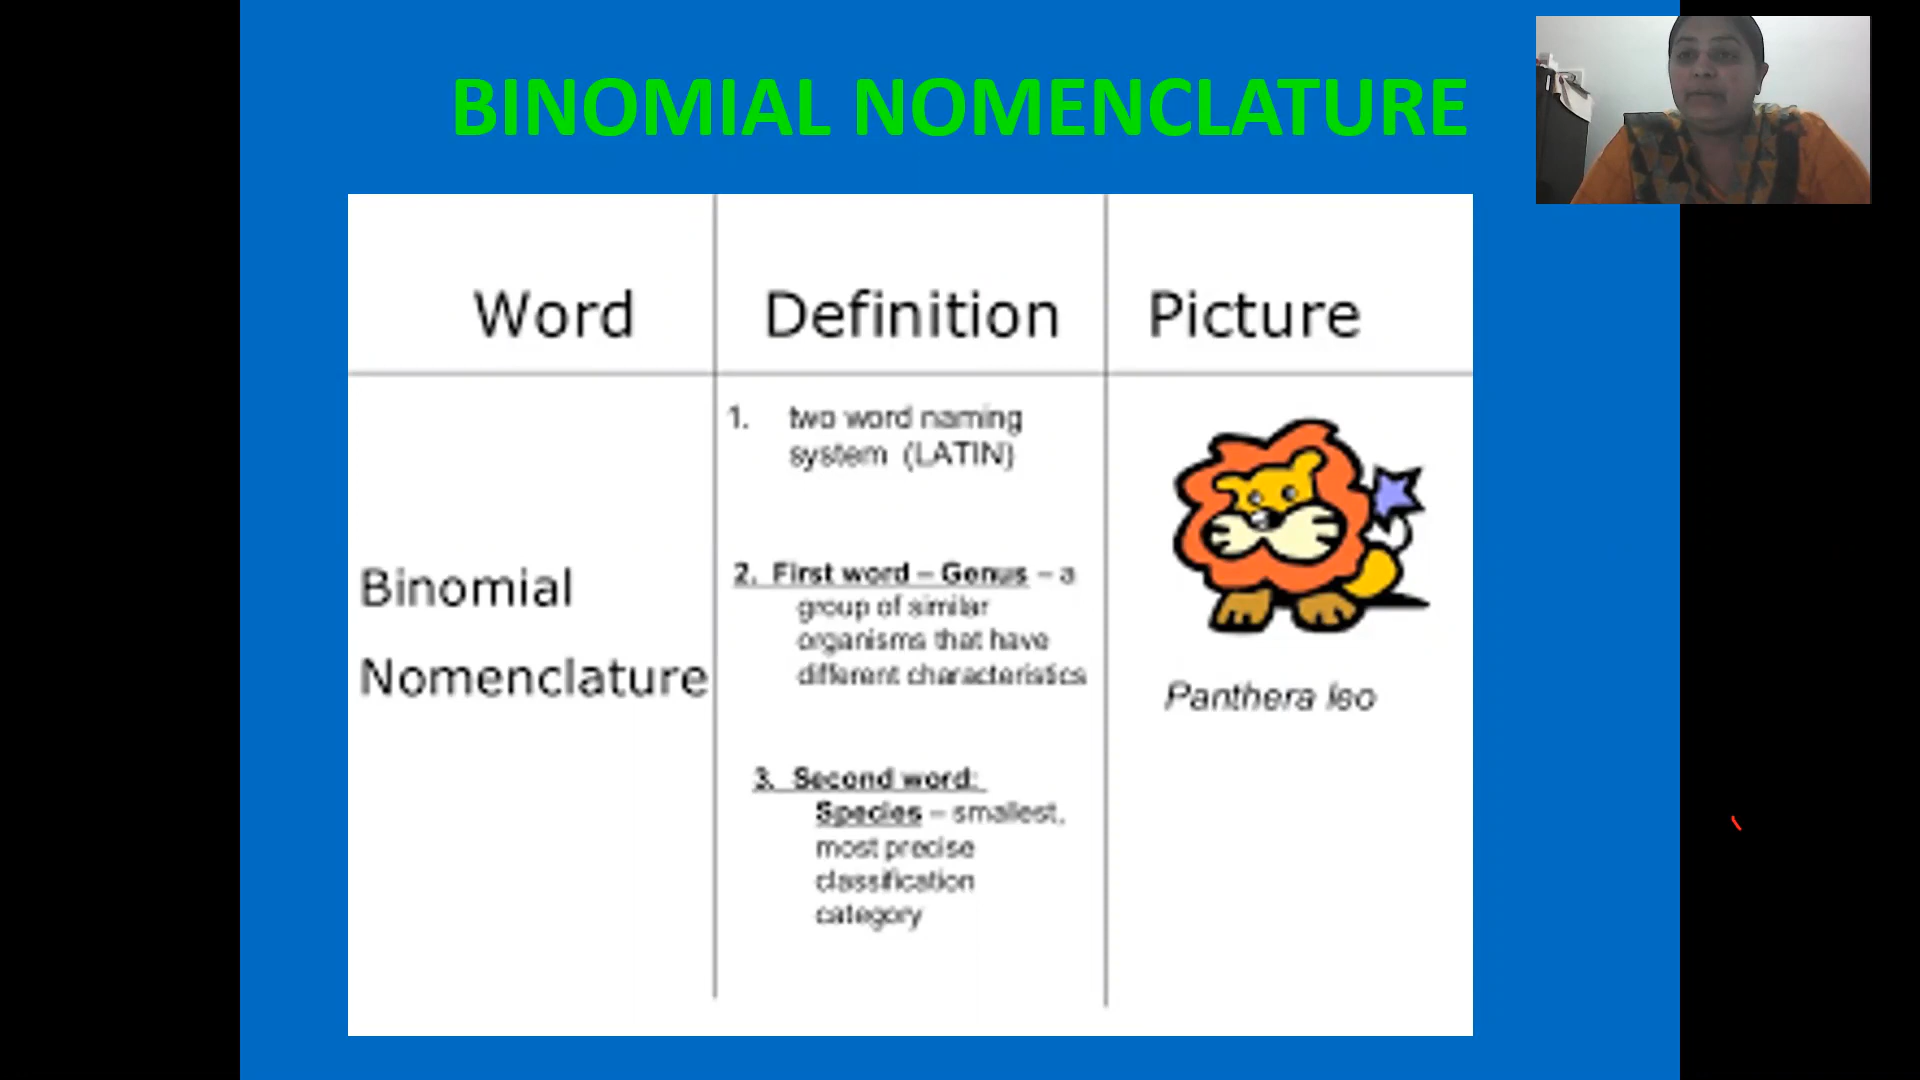 BINOMIAL NOMENCLATURE
Word
Definition
Picture
Binomial
Nomenclature
1. two word naming
system (LATIN)
2. First word – Genus – a
group of similar
organisms that have
different characteristics
3. Second word:
Species – smallest,
most precise
classification
category
Panthera leo